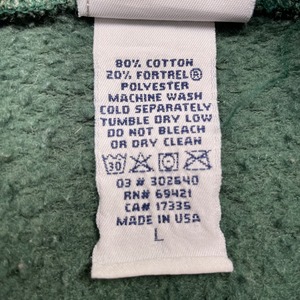 80% COTTON
20% FORTREL®
POLYESTER
MACHINE WASH
COLD SEPARATELY
TUMBLE DRY LOW
DO NOT BLEACH
OR DRY CLEAN
30
03 # 302640
RN# 69421
CA# 17335
MADE IN USA
L